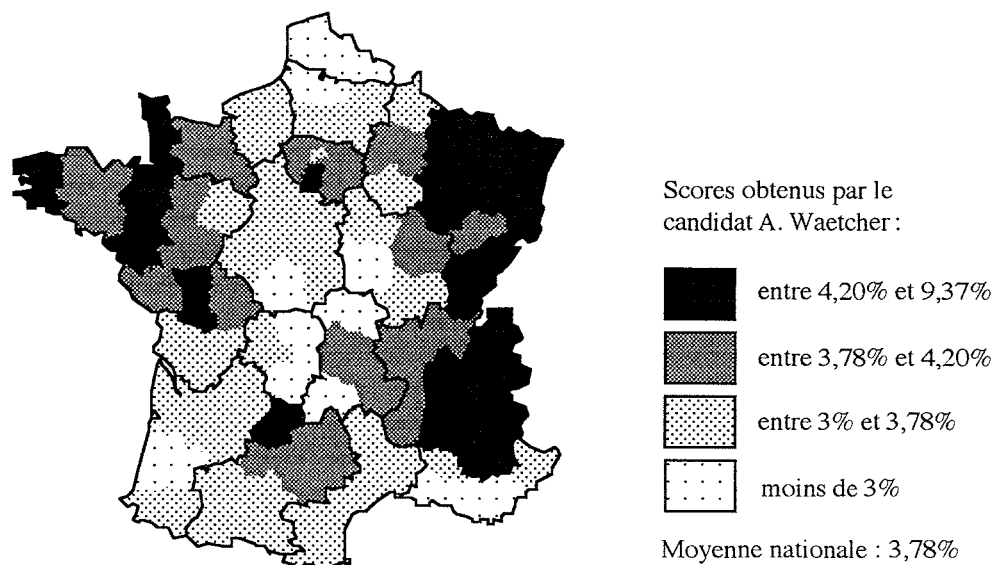 Scores obtenus par le
candidat A. Waetcher :
entre 4,20% et 9,37%
entre 3,78% et 4,20%
entre 3% et 3,78%
moins de 3%
Moyenne nationale : 3,78%